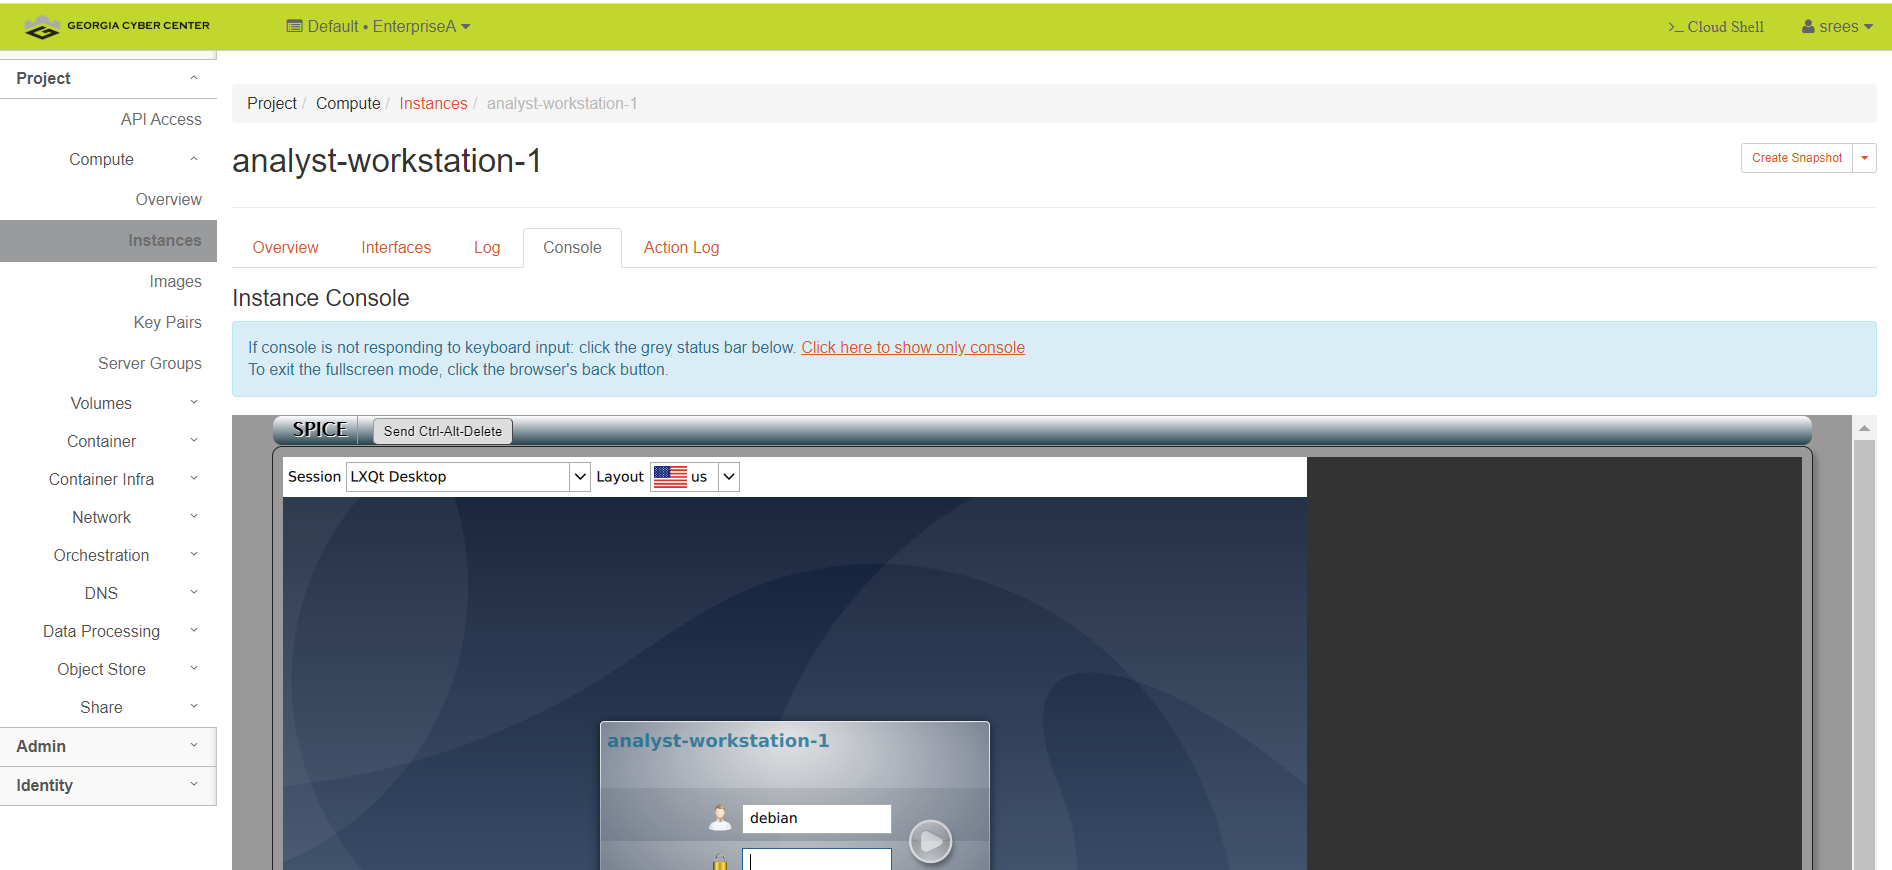 GEORGIA CYBER CENTER
Default • EnterpriseA
>_ Cloud Shell
srees
Project
API Access
Compute
Overview
Instances
Images
Key Pairs
Server Groups
Volumes
Container
Container Infra
Network
Orchestration
DNS
Data Processing
Object Store
Share
Admin
Identity
Project / Compute / Instances / analyst-workstation-1
analyst-workstation-1
Create Snapshot
Overview Interfaces Log Console Action Log
Instance Console
If console is not responding to keyboard input: click the grey status bar below. Click here to show only console
To exit the fullscreen mode, click the browser's back button.
SPICE Send Ctrl-Alt-Delete
Session LXQt Desktop Layout us
analyst-workstation-1
debian